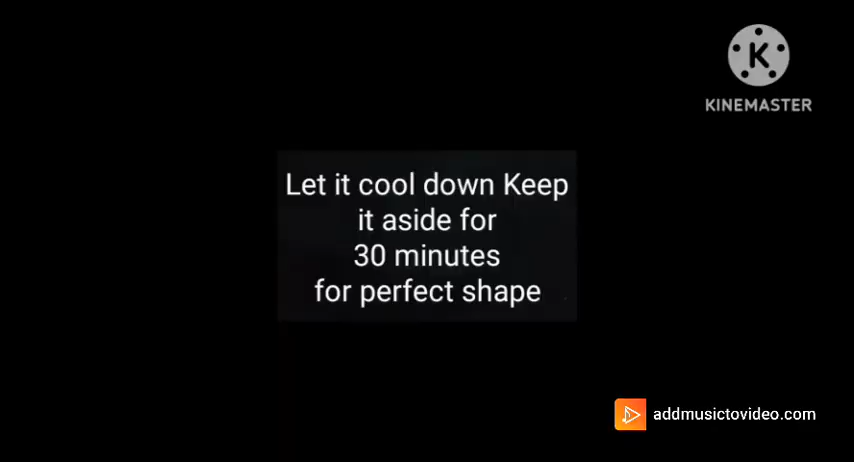 K
KINEMASTER
Let it cool down Keep
it aside for
30 minutes
for perfect shape
addmusictovideo.com